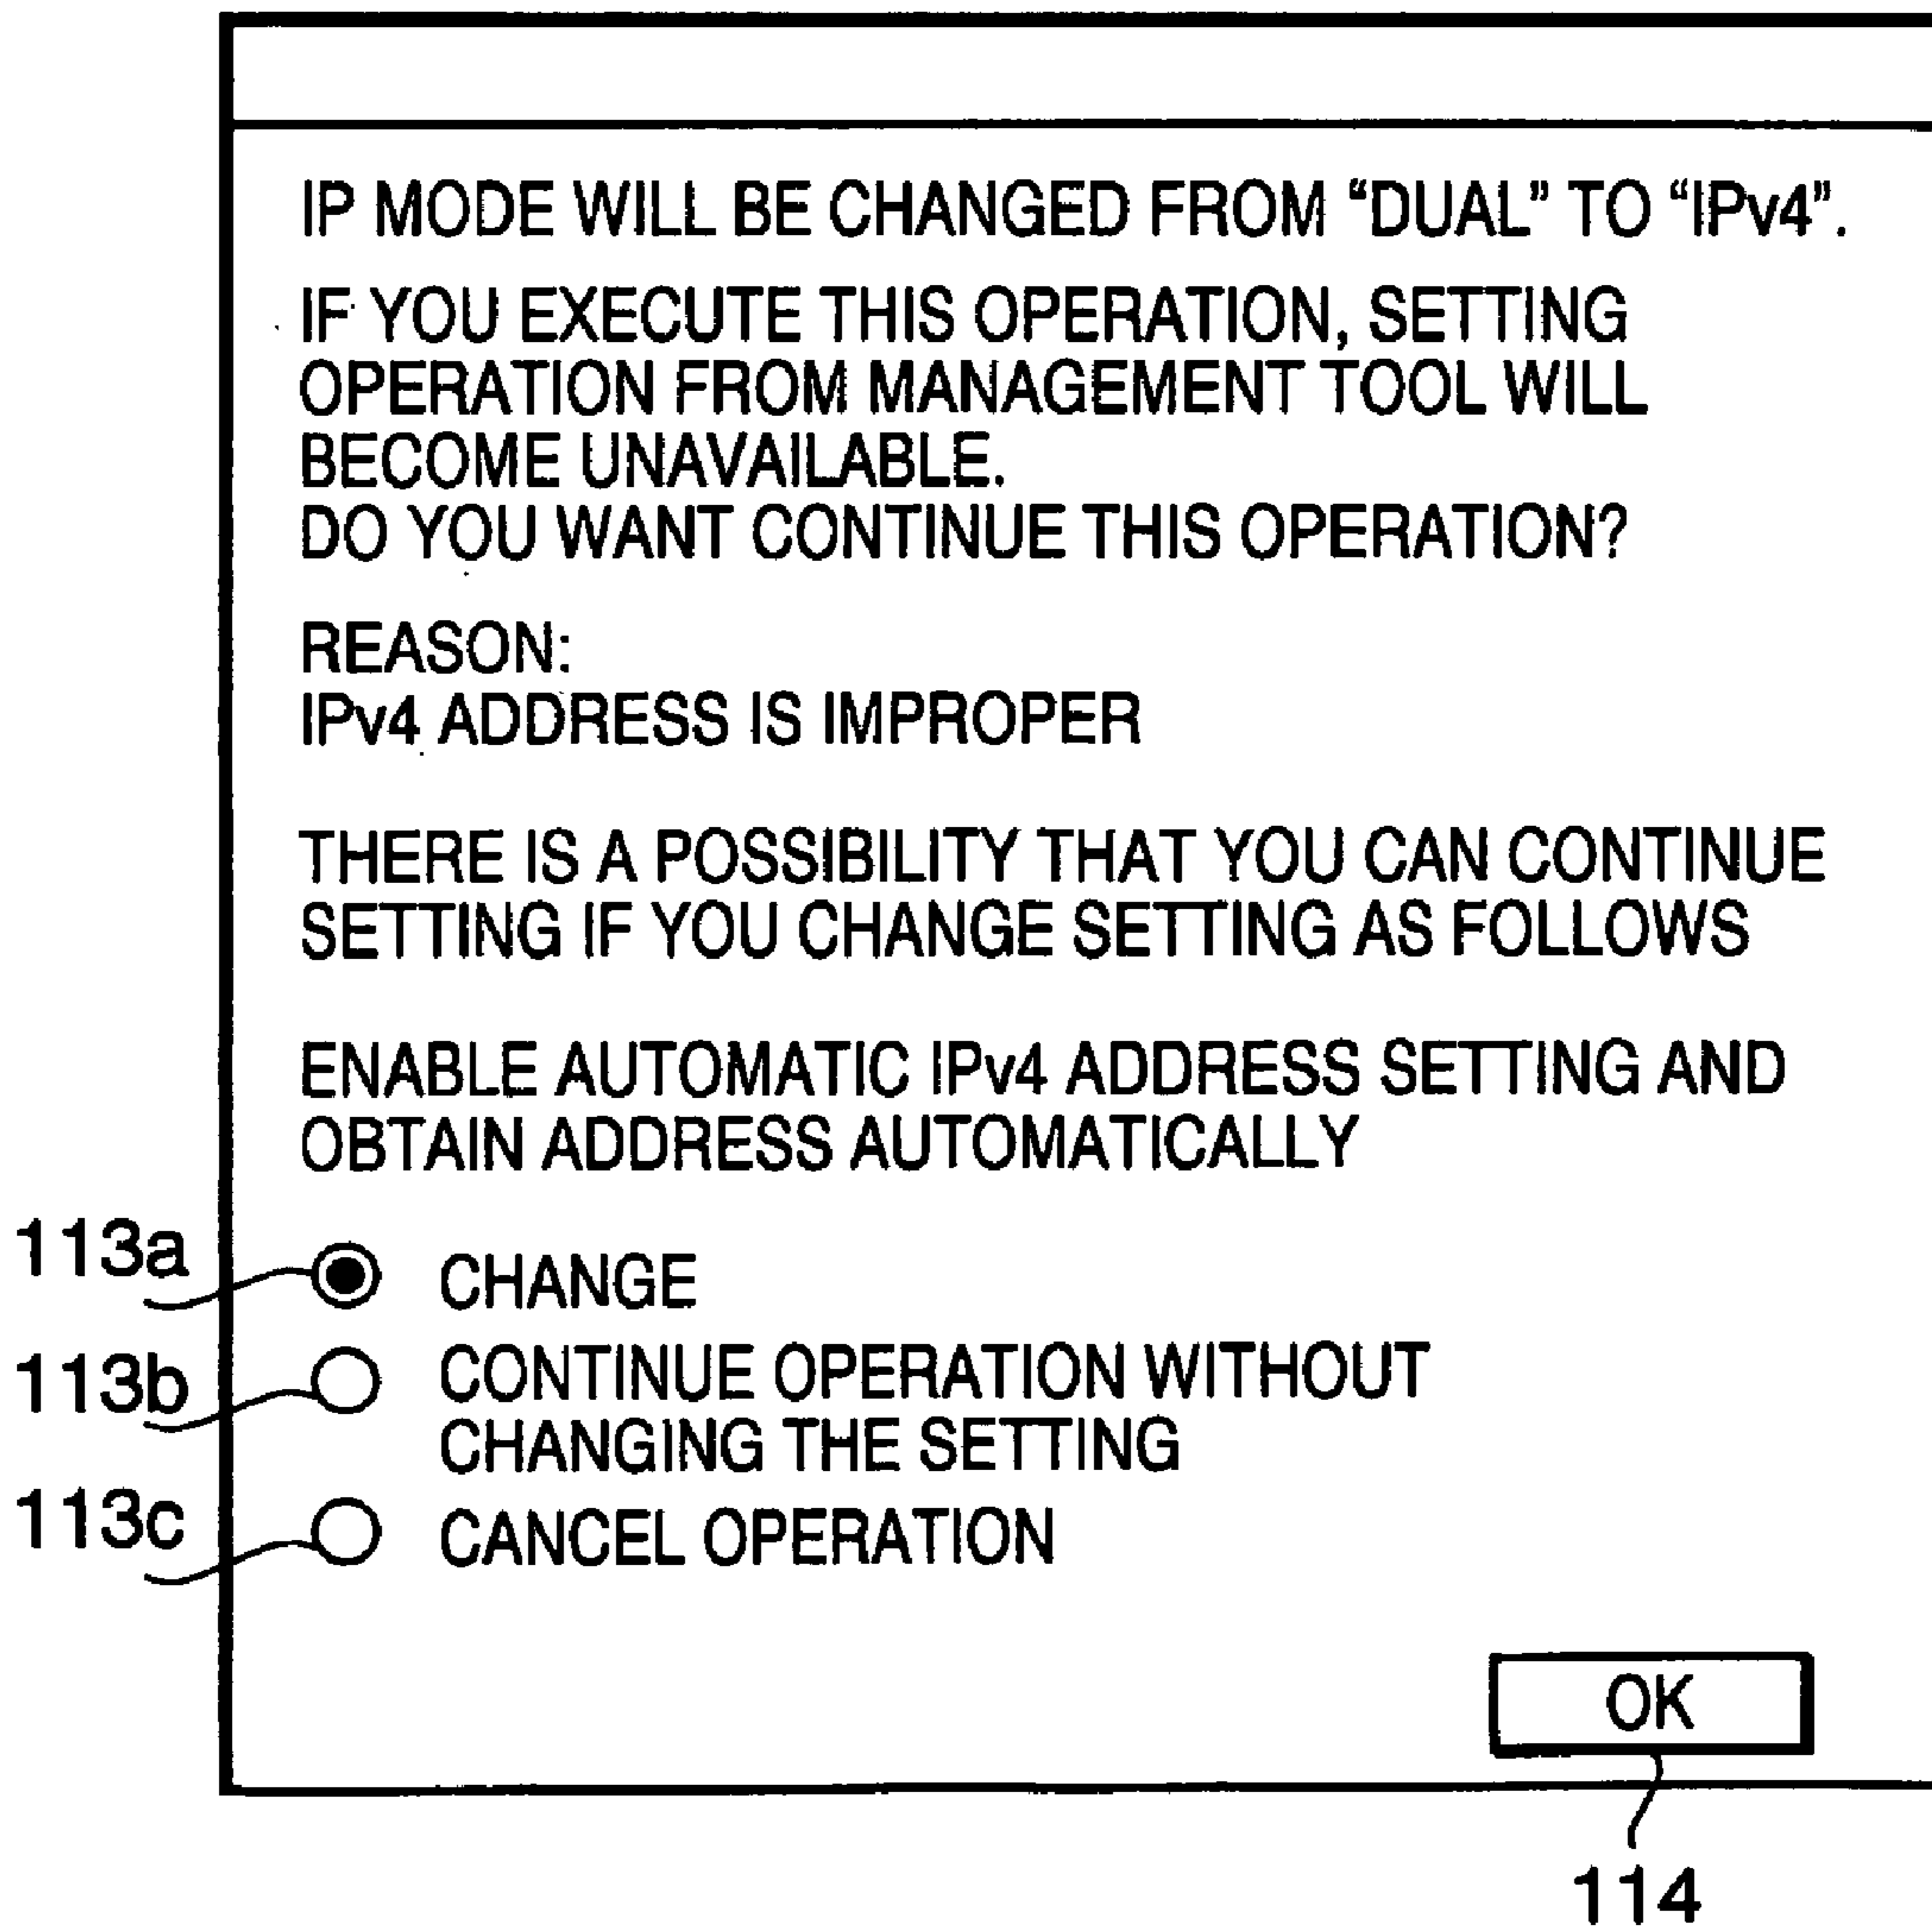 IP MODE WILL BE CHANGED FROM “DUAL” TO “IPv4”.
IF YOU EXECUTE THIS OPERATION, SETTING
OPERATION FROM MANAGEMENT TOOL WILL
BECOME UNAVAILABLE.
DO YOU WANT CONTINUE THIS OPERATION?
REASON:
IPv4 ADDRESS IS IMPROPER
THERE IS A POSSIBILITY THAT YOU CAN CONTINUE
SETTING IF YOU CHANGE SETTING AS FOLLOWS
ENABLE AUTOMATIC IPv4 ADDRESS SETTING AND
OBTAIN ADDRESS AUTOMATICALLY
113a CHANGE
113b CONTINUE OPERATION WITHOUT
CHANGING THE SETTING
113c CANCEL OPERATION
OK
114